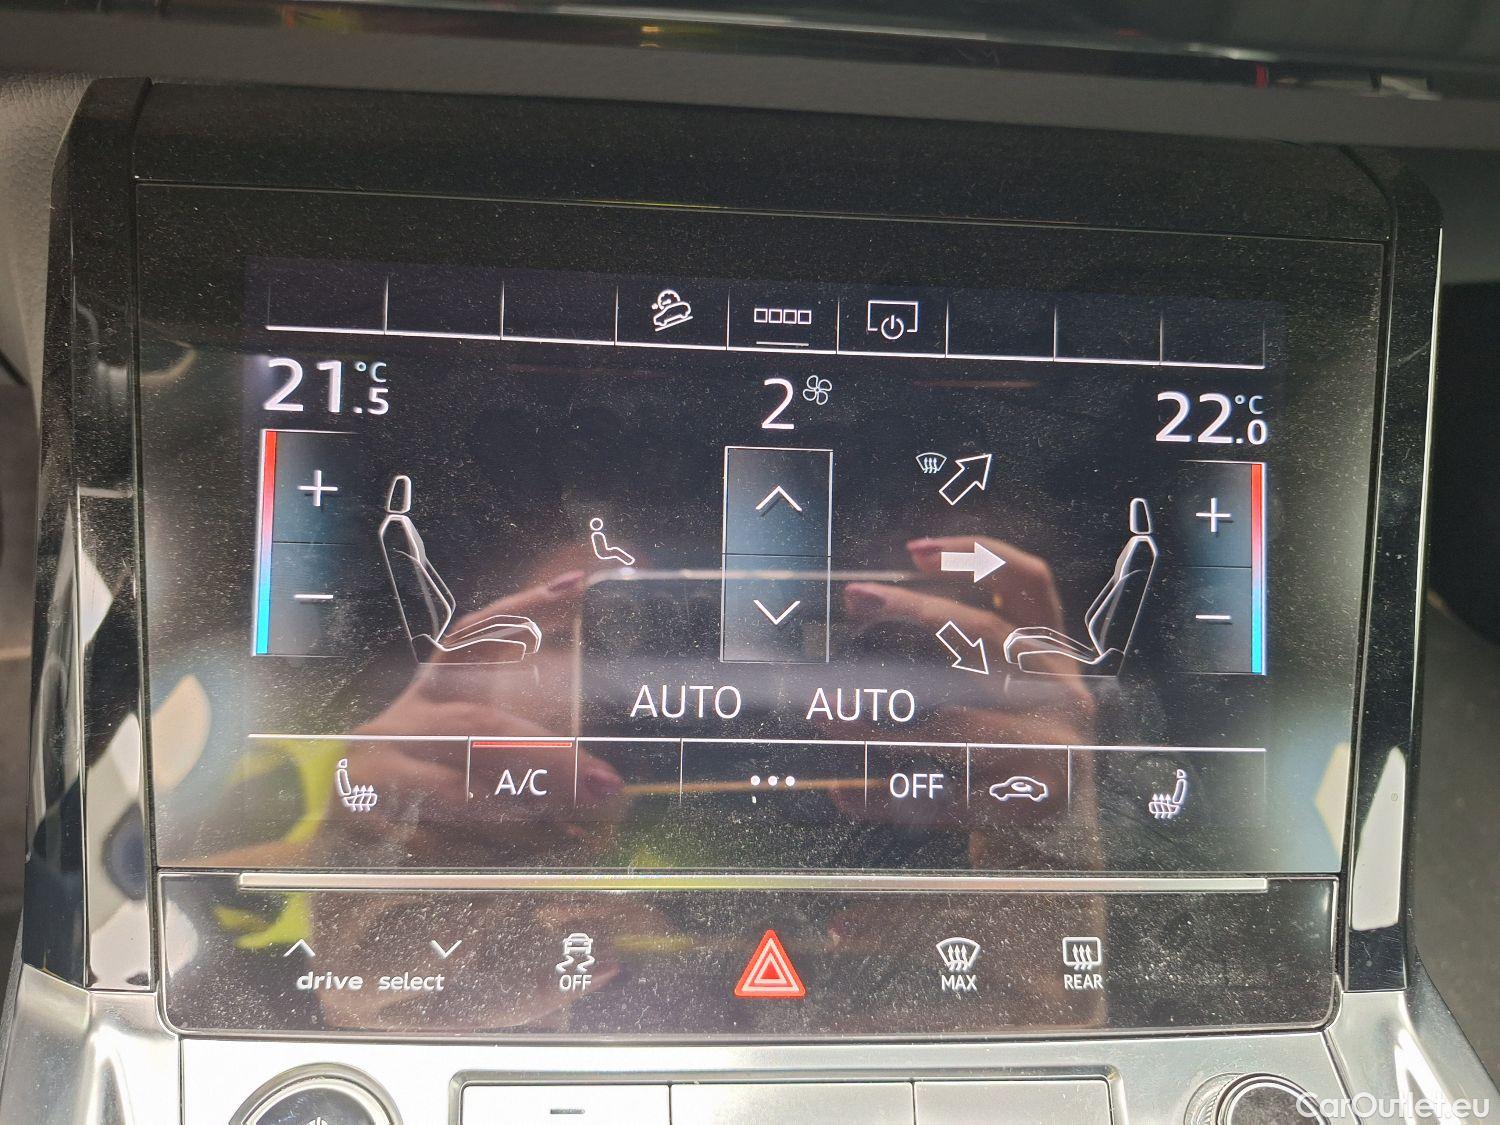 21.5 °C
2
22.0 °C
AUTO AUTO
A/C ••• OFF
drive select
OFF
MAX
REAR
CarOutlet.eu